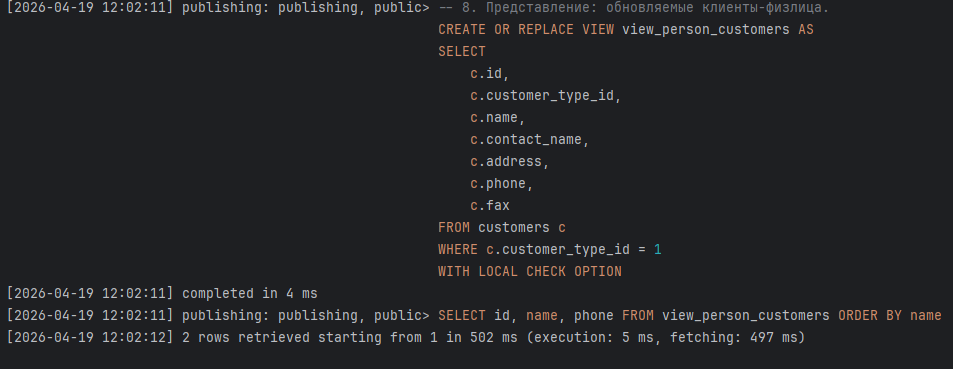 [2026-04-19 12:02:11] publishing: publishing, public> -- 8. Представление: обновляемые клиенты-физлица.
CREATE OR REPLACE VIEW view_person_customers AS
SELECT
c.id,
c.customer_type_id,
c.name,
c.contact_name,
c.address,
c.phone,
c.fax
FROM customers c
WHERE c.customer_type_id = 1
WITH LOCAL CHECK OPTION
[2026-04-19 12:02:11] completed in 4 ms
[2026-04-19 12:02:11] publishing: publishing, public> SELECT id, name, phone FROM view_person_customers ORDER BY name
[2026-04-19 12:02:12] 2 rows retrieved starting from 1 in 502 ms (execution: 5 ms, fetching: 497 ms)